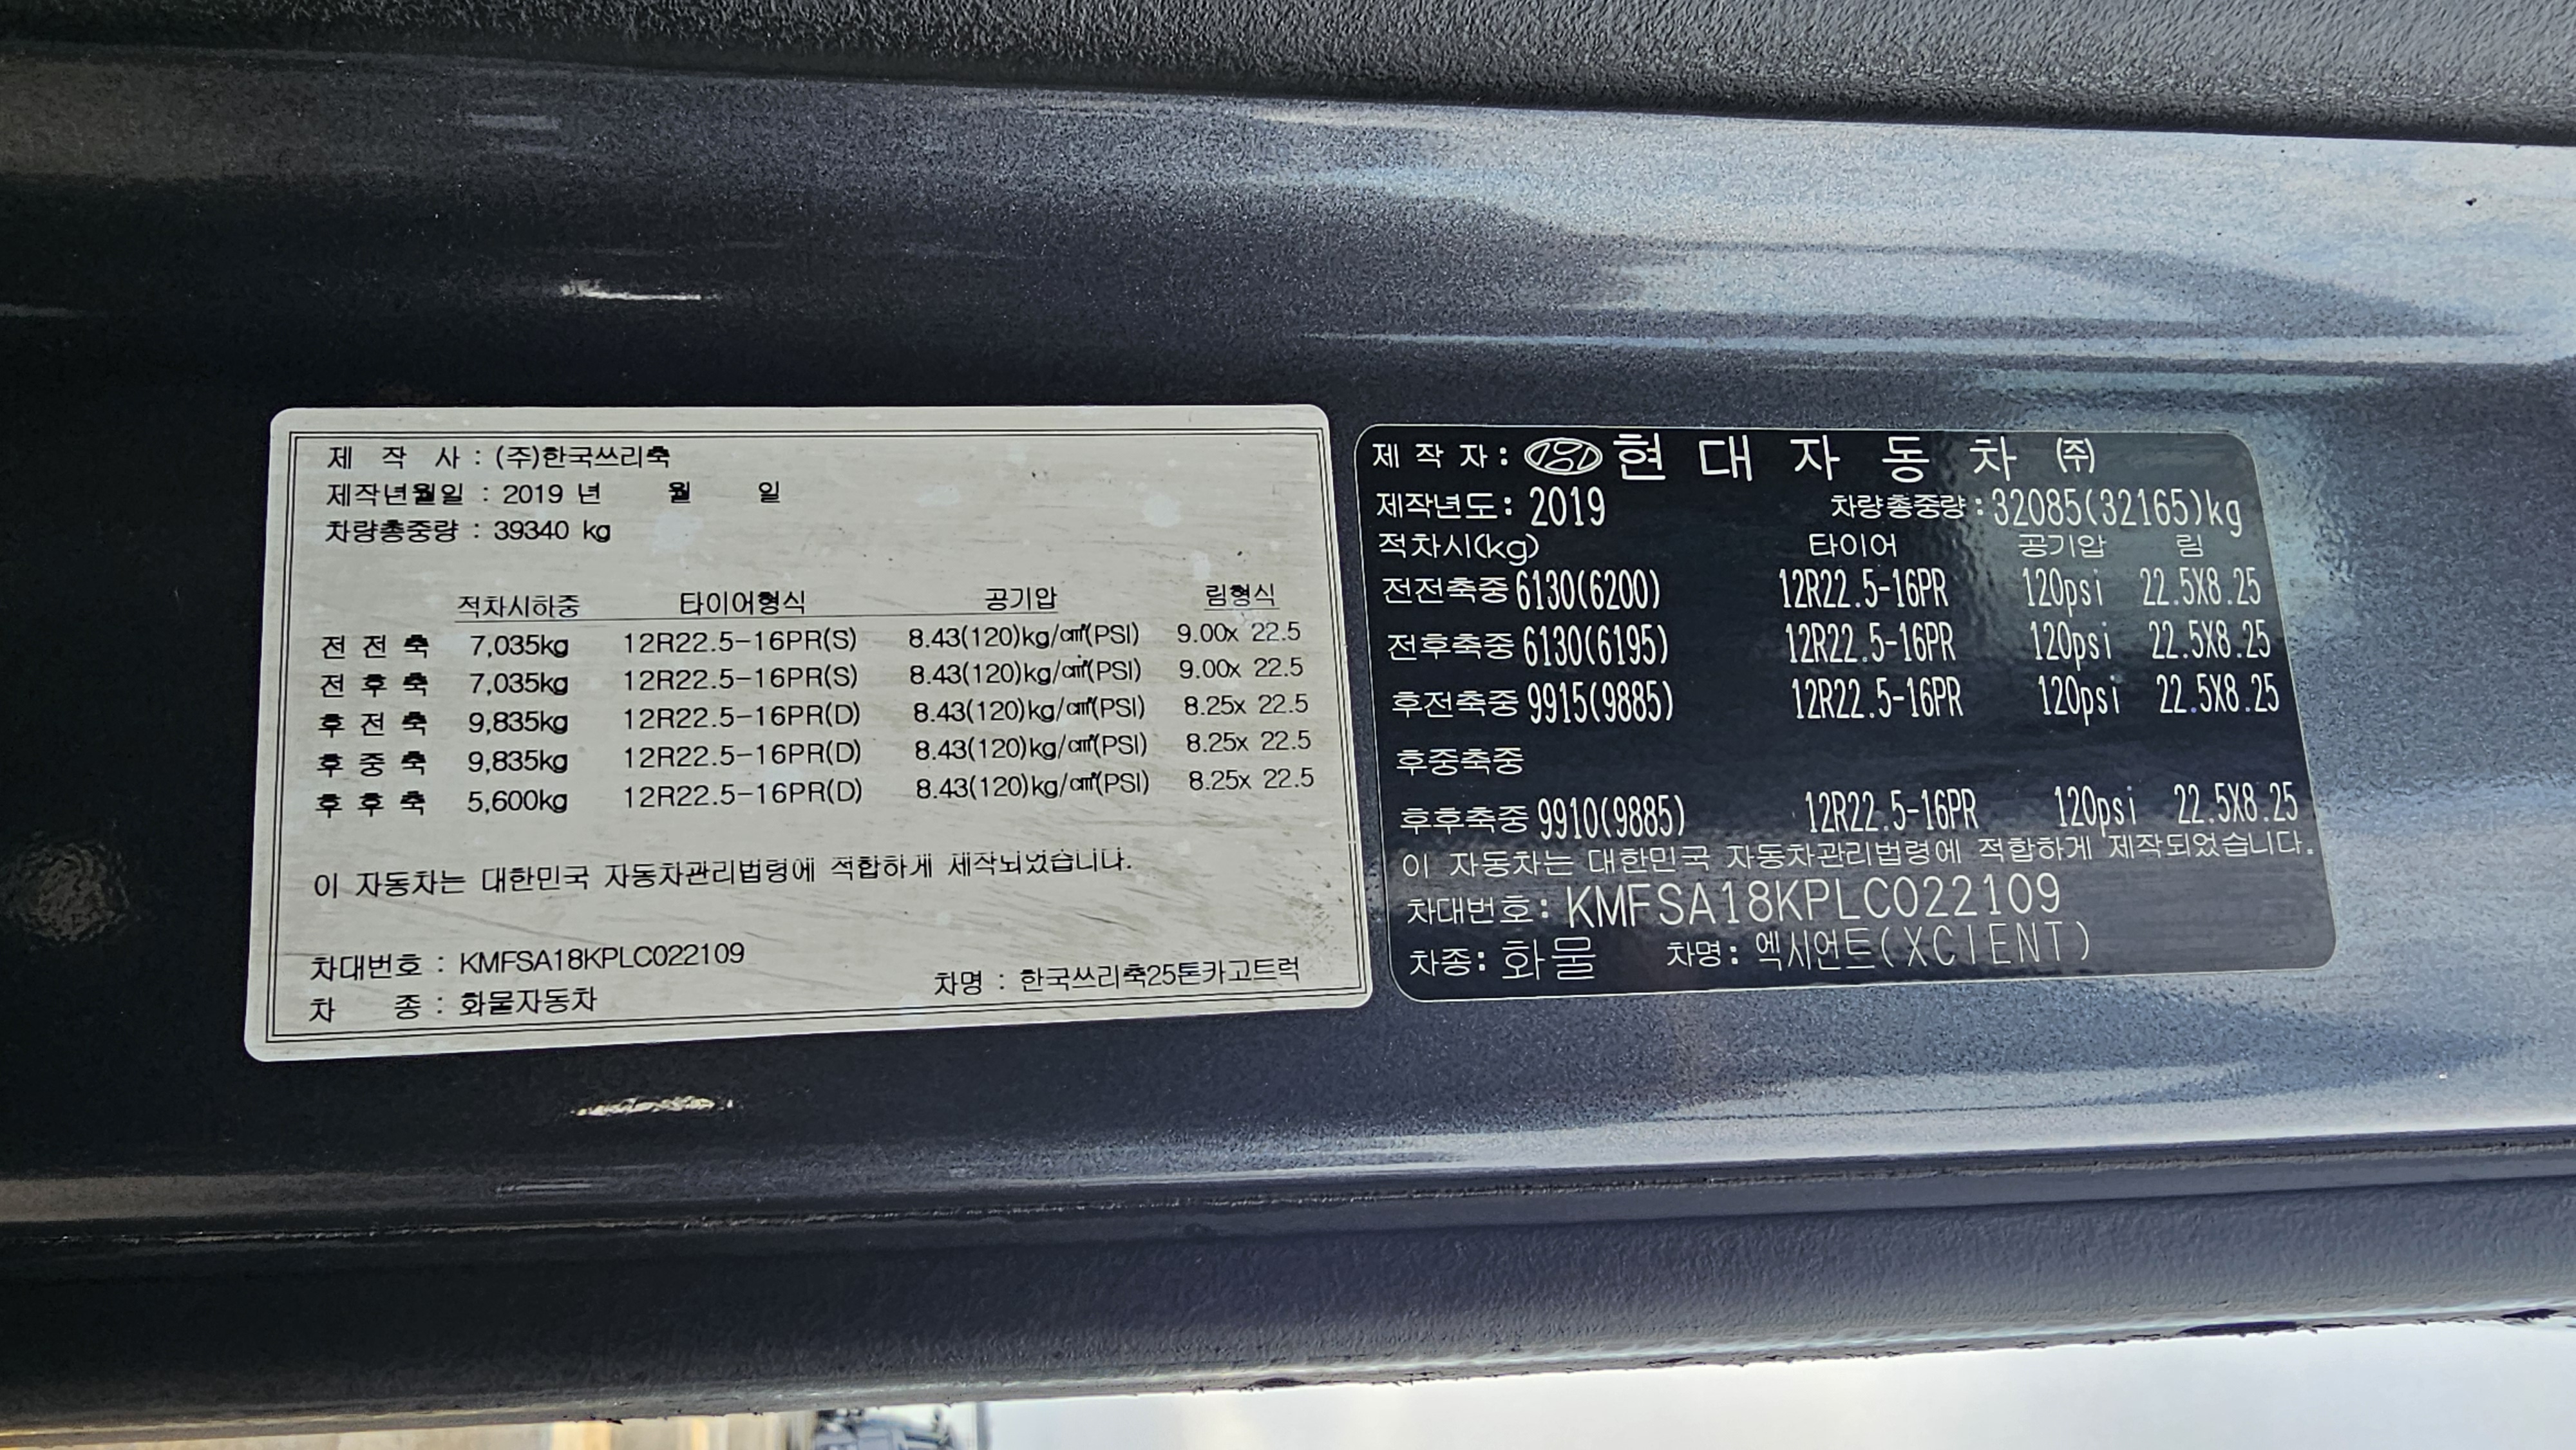 제 작 사 : (주)한국쓰리축
제작년월일 : 2019 년 월 일
차량총중량 : 39340 kg
적차시하중 타이어형식 공기압 림형식
전 전 축 7,035kg 12R22.5-16PR(S) 8.43(120)kg/㎠(PSI) 9.00x 22.5
전 후 축 7,035kg 12R22.5-16PR(S) 8.43(120)kg/㎠(PSI) 9.00x 22.5
후 전 축 9,835kg 12R22.5-16PR(D) 8.43(120)kg/㎠(PSI) 8.25x 22.5
후 중 축 9,835kg 12R22.5-16PR(D) 8.43(120)kg/㎠(PSI) 8.25x 22.5
후 후 축 5,600kg 12R22.5-16PR(D) 8.43(120)kg/㎠(PSI) 8.25x 22.5
이 자동차는 대한민국 자동차관리법령에 적합하게 제작되었습니다.
차대번호 : KMFSA18KPLC022109
차 종 : 화물자동차 차명 : 한국쓰리축25톤카고트럭
제 작 자 : 현 대 자 동 차 ㈜
제작년도: 2019 차량총중량:32085(32165)kg
적차시(kg) 타이어 공기압 림
전전축중 6130(6200) 12R22.5-16PR 120psi 22.5X8.25
전후축중 6130(6195) 12R22.5-16PR 120psi 22.5X8.25
후전축중 9915(9885) 12R22.5-16PR 120psi 22.5X8.25
후중축중
후후축중 9910(9885) 12R22.5-16PR 120psi 22.5X8.25
이 자동차는 대한민국 자동차관리법령에 적합하게 제작되었습니다.
차대번호: KMFSA18KPLC022109
차종: 화물 차명: 엑시언트(XCIENT)